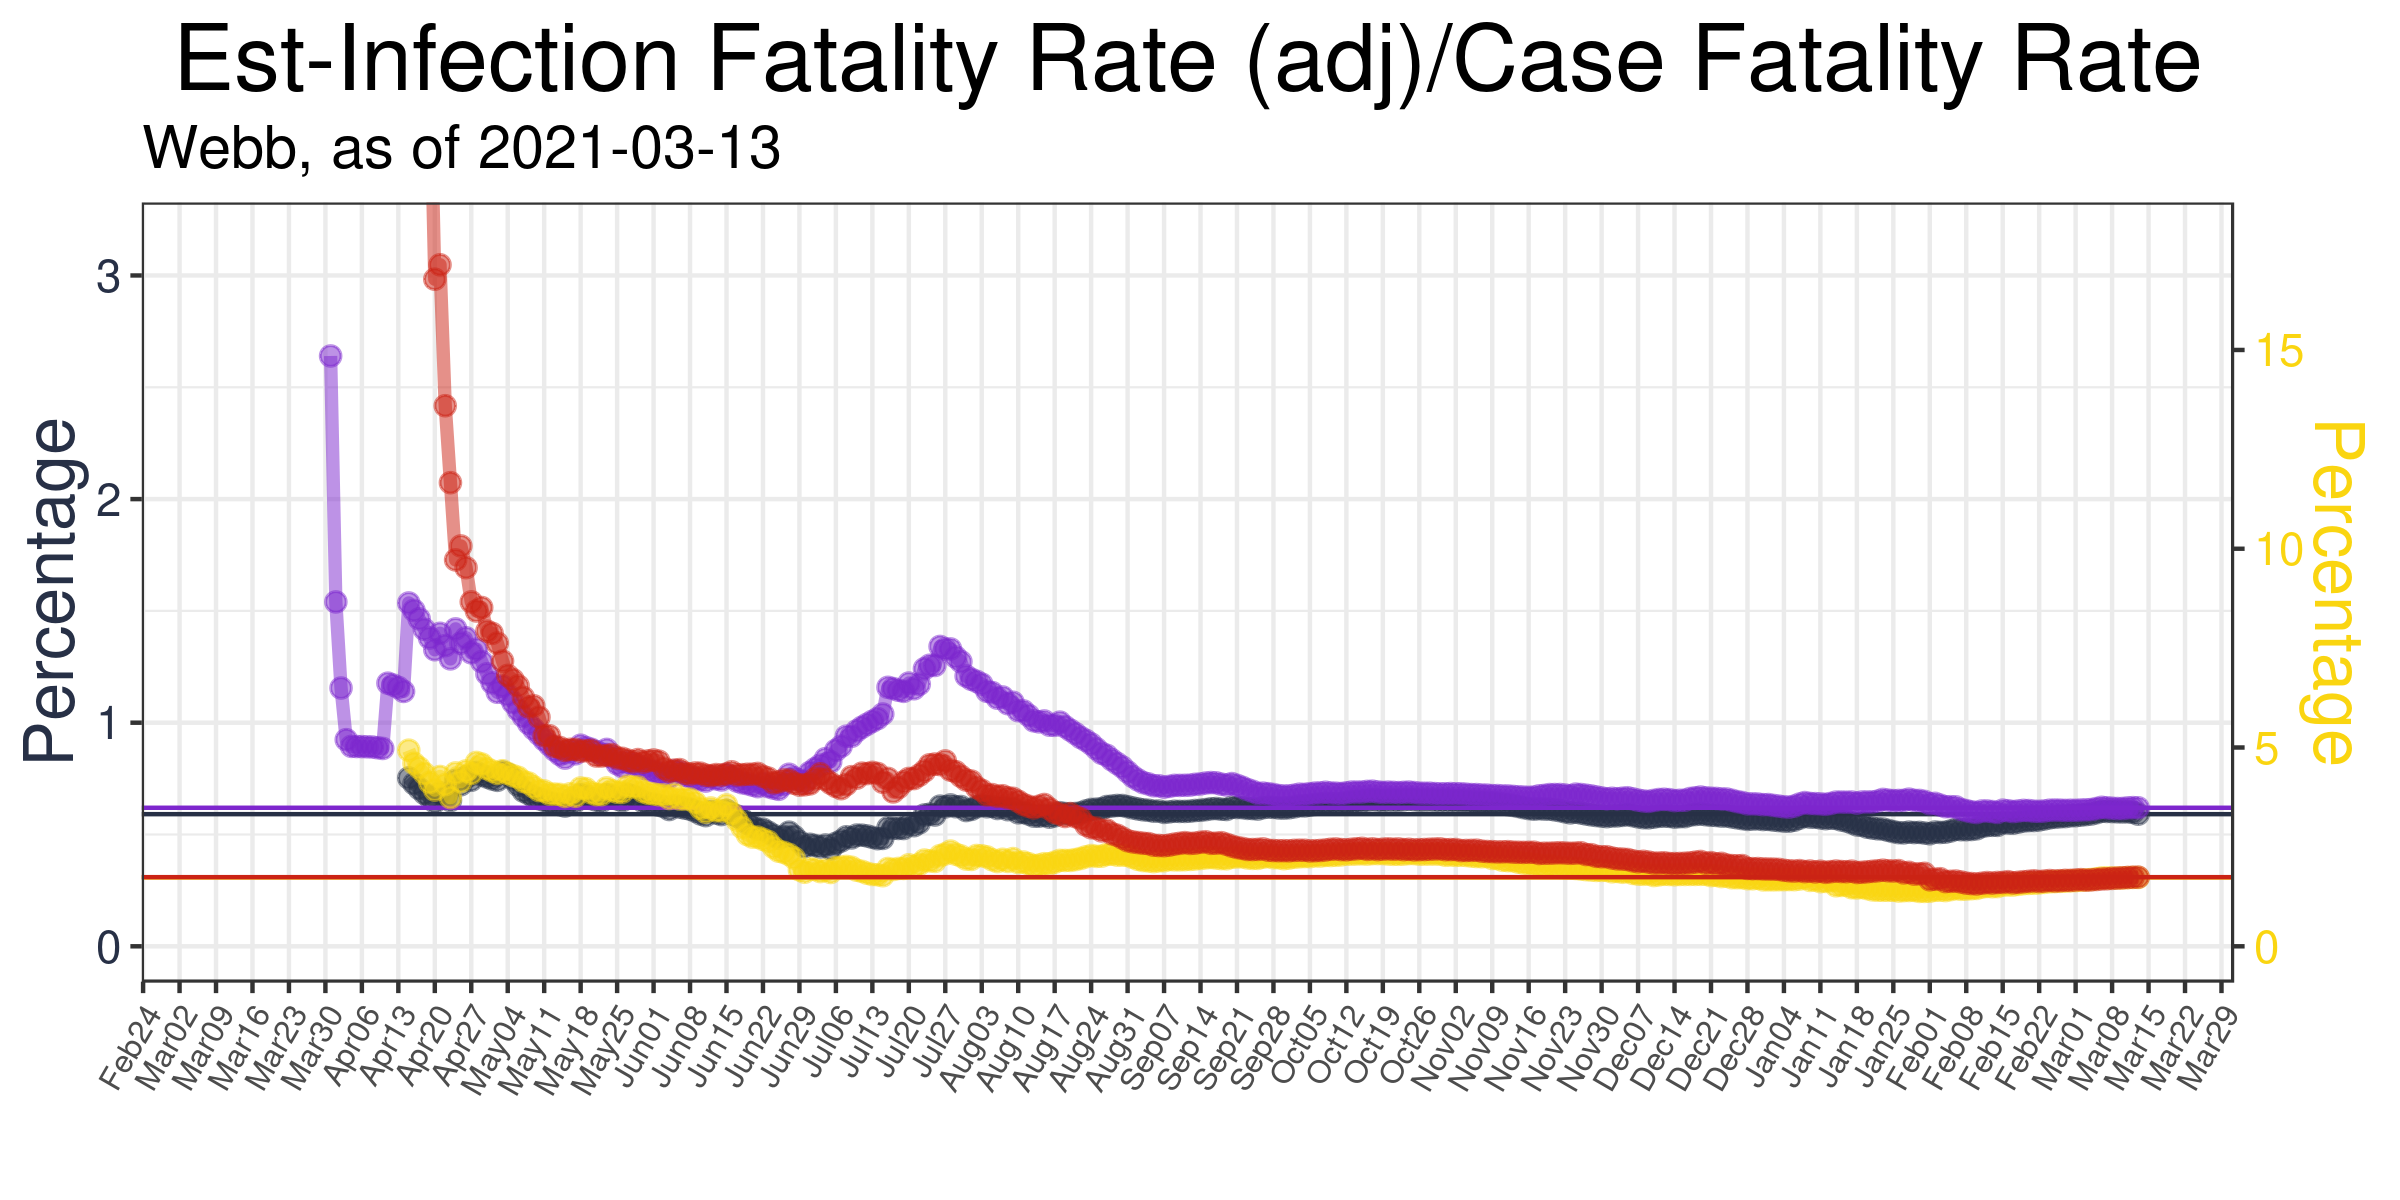 Est-Infection Fatality Rate (adj)/Case Fatality Rate
Webb, as of 2021-03-13
Percentage
3
2
1
0
15
10
5
0
Percentage
Feb24
Mar02
Mar09
Mar16
Mar23
Mar30
Apr06
Apr13
Apr20
Apr27
May04
May11
May18
May25
Jun01
Jun08
Jun15
Jun22
Jun29
Jul06
Jul13
Jul20
Jul27
Aug03
Aug10
Aug17
Aug24
Aug31
Sep07
Sep14
Sep21
Sep28
Oct05
Oct12
Oct19
Oct26
Nov02
Nov09
Nov16
Nov23
Nov30
Dec07
Dec14
Dec21
Dec28
Jan04
Jan11
Jan18
Jan25
Feb01
Feb08
Feb15
Feb22
Mar01
Mar08
Mar15
Mar22
Mar29